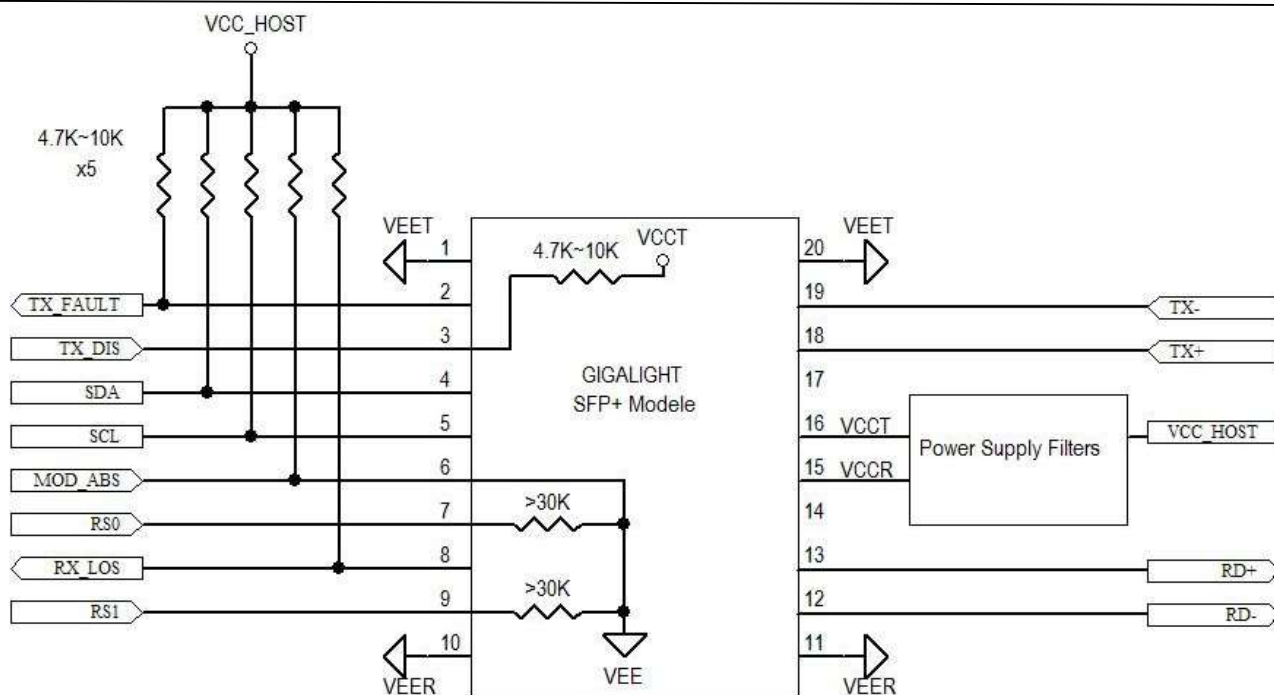 VCC_HOST
4.7K~10K
x5
VEET
1
4.7K~10K
VCCT
20
VEET
TX_FAULT
2
19
TX-
TX_DIS
3
18
TX+
SDA
4
GIGALIGHT
SFP+ Modele
17
SCL
5
16
VCCT
Power Supply Filters
VCC_HOST
MOD_ABS
6
15
VCCR
RS0
7
>30K
14
RX_LOS
8
13
RD+
RS1
9
>30K
12
RD-
10
VEER
VEE
11
VEER